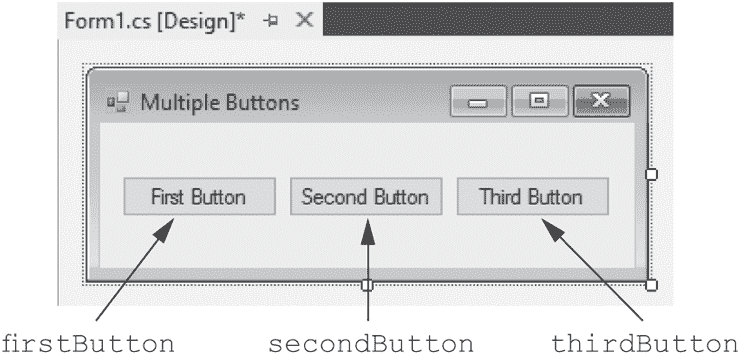 Form1.cs [Design]*
Multiple Buttons
First Button Second Button Third Button
firstButton secondButton thirdButton